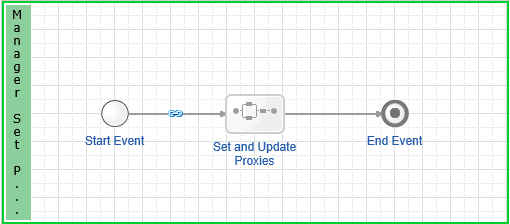 Manager Set P...
Start Event
Set and Update
Proxies
End Event